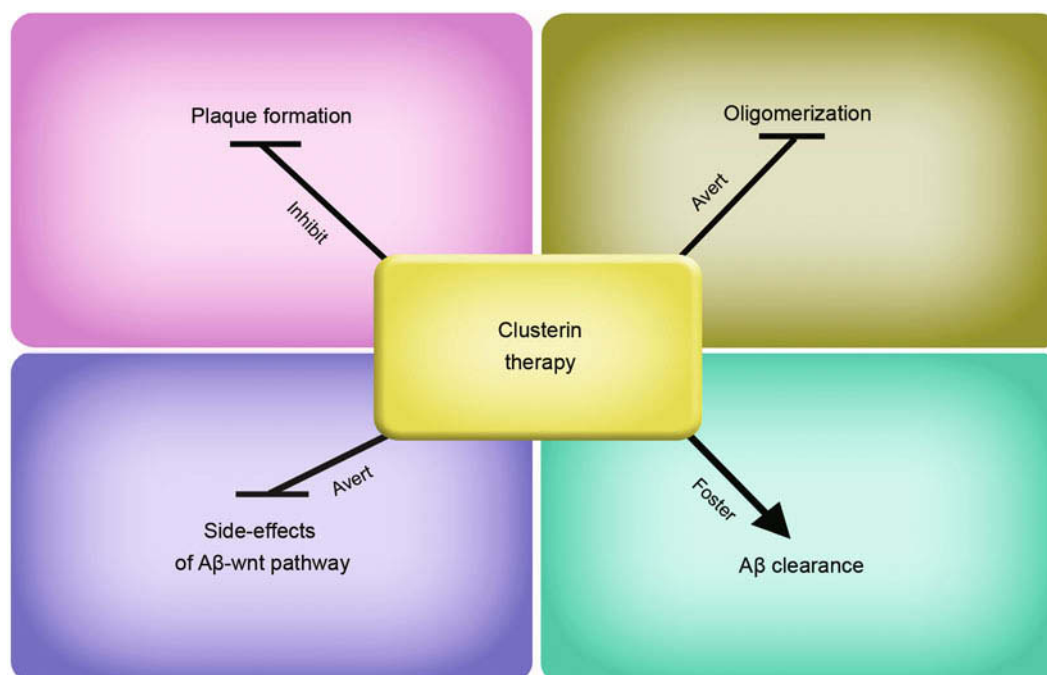 Plaque formation
Inhibit
Oligomerization
Avert
Clusterin
therapy
Avert
Side-effects
of Aβ-wnt pathway
Foster
Aβ clearance